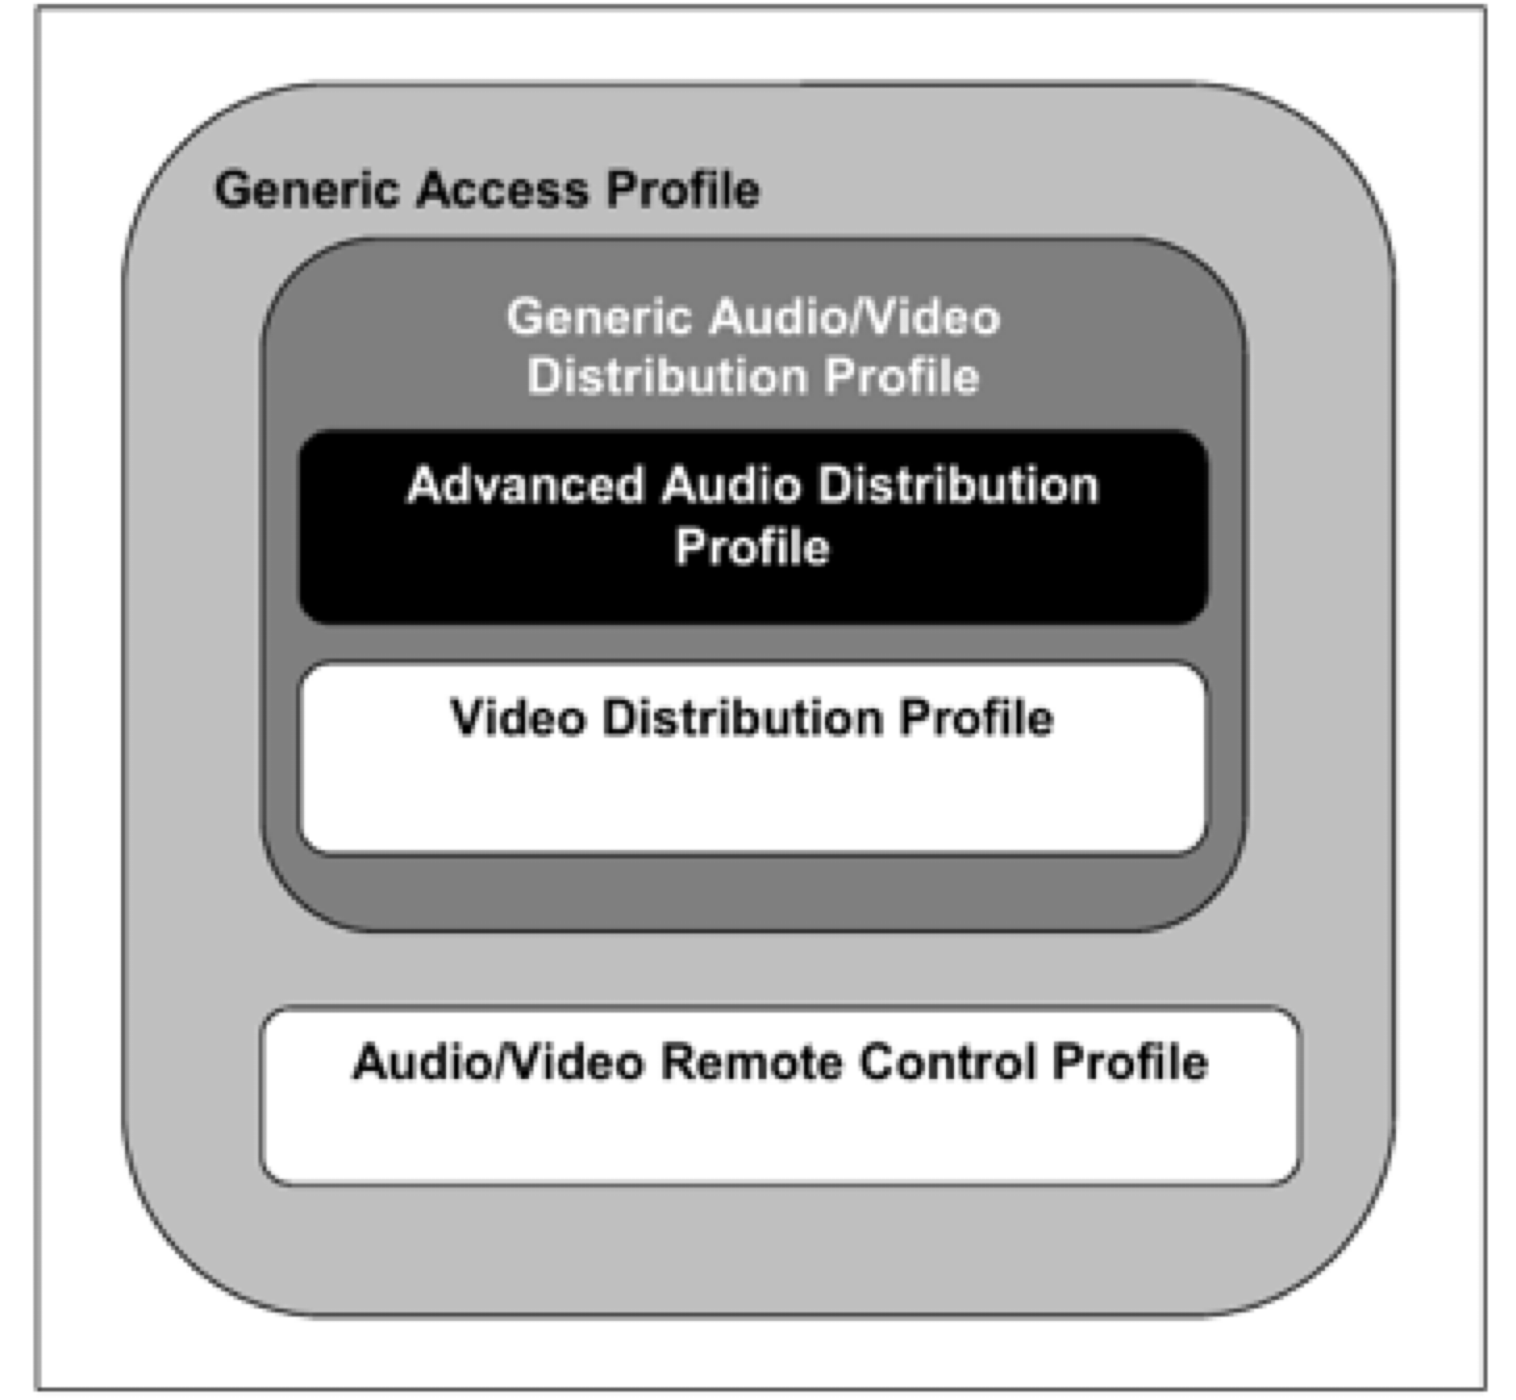 Generic Access Profile
Generic Audio/Video
Distribution Profile
Advanced Audio Distribution
Profile
Video Distribution Profile
Audio/Video Remote Control Profile